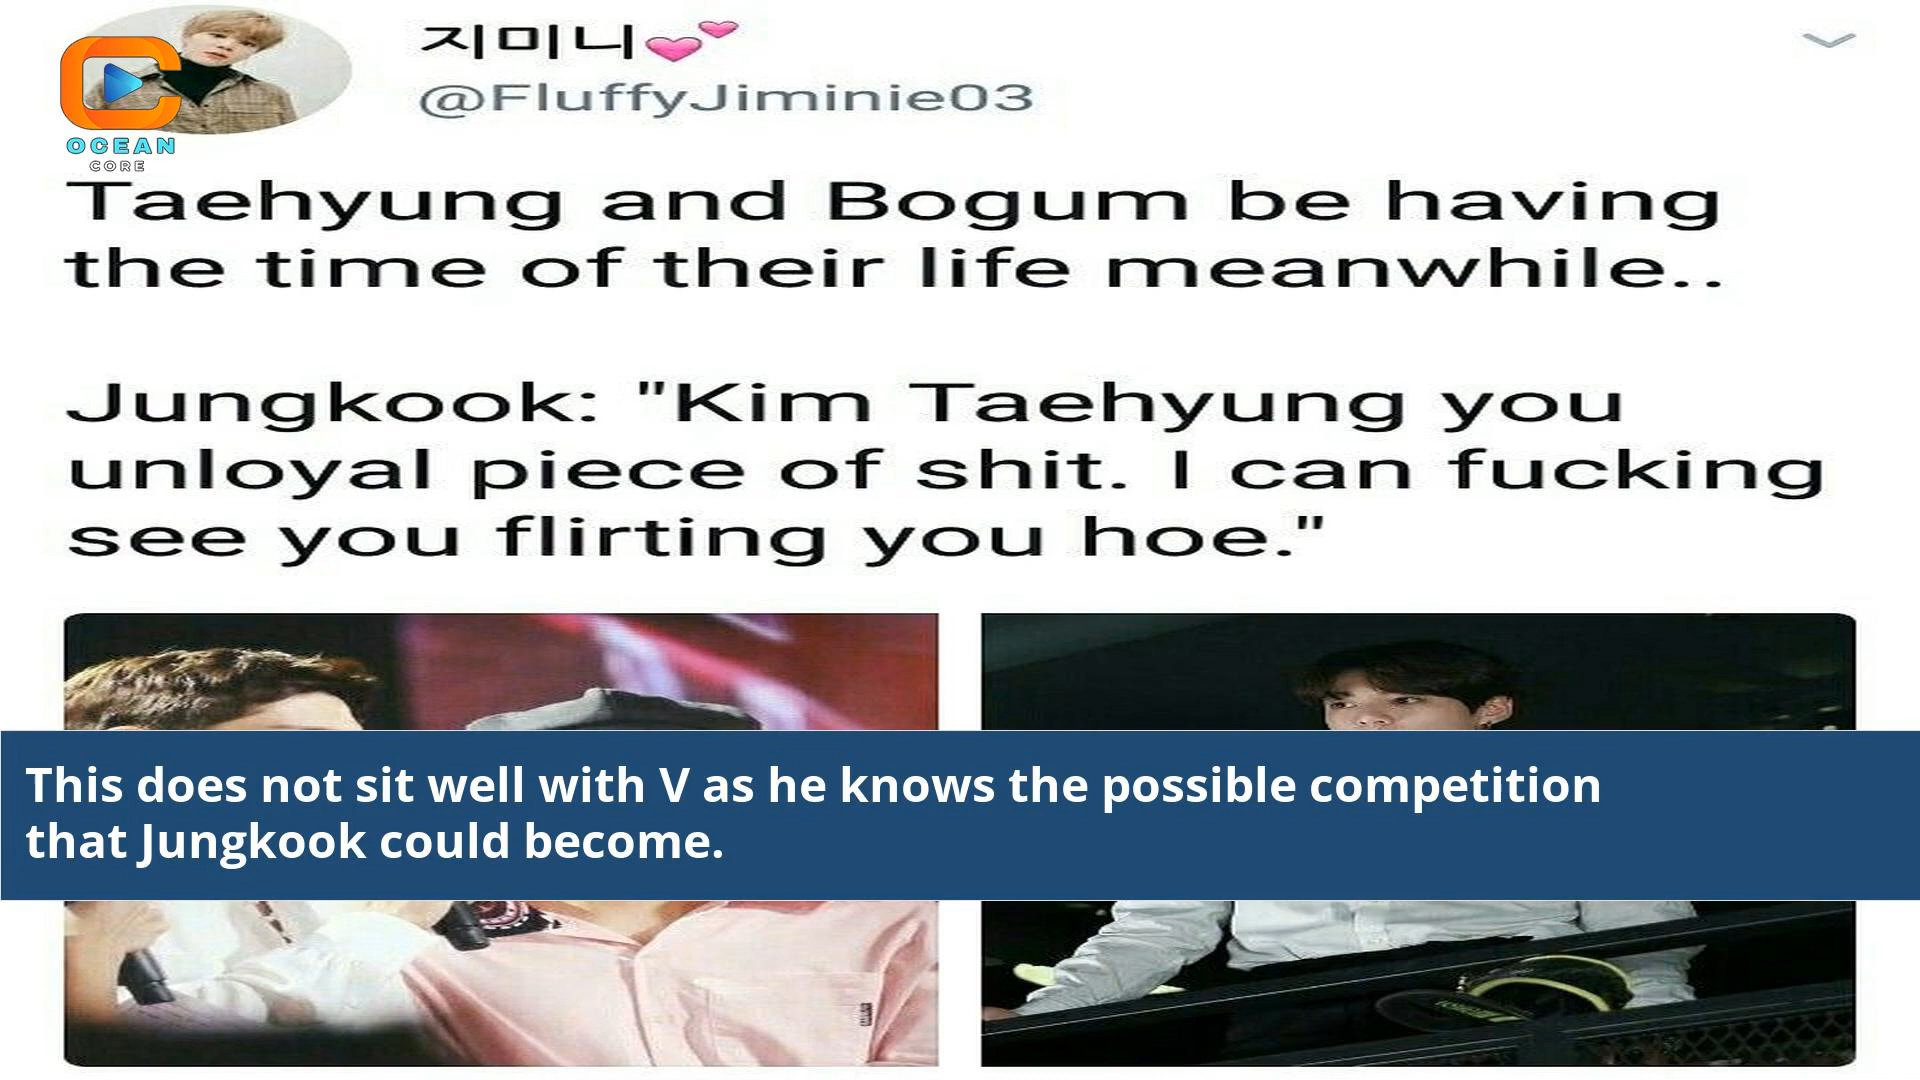 지미니💕
@FluffyJiminie03
OCEAN
CORE
Taehyung and Bogum be having
the time of their life meanwhile..
Jungkook: "Kim Taehyung you
unloyal piece of shit. I can fucking
see you flirting you hoe."
This does not sit well with V as he knows the possible competition
that Jungkook could become.